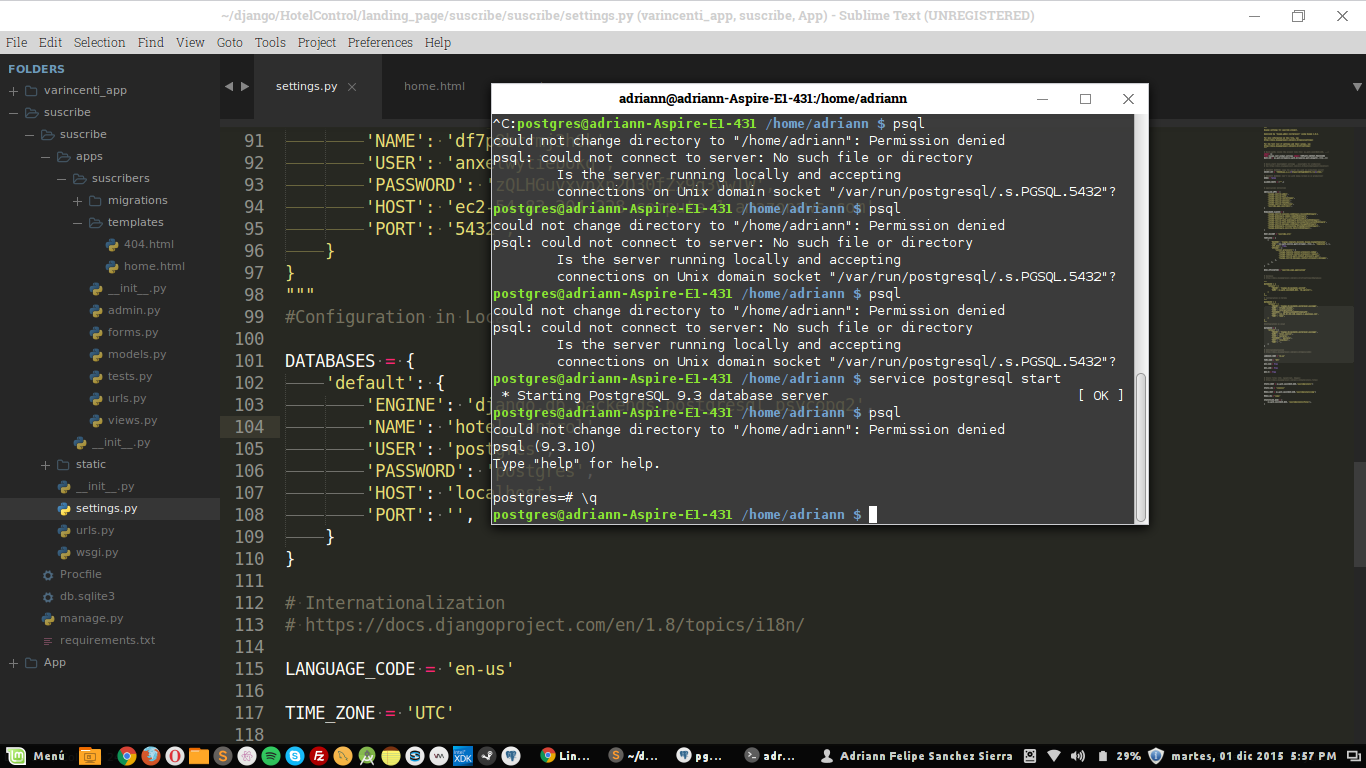 ~/django/HotelControl/landing_page/suscribe/suscribe/settings.py (varincenti_app, suscribe, App) - Sublime Text (UNREGISTERED)
File Edit Selection Find View Goto Tools Project Preferences Help
FOLDERS
varincenti_app
suscribe
suscribe
apps
suscribers
migrations
templates
404.html
home.html
__init__.py
admin.py
forms.py
models.py
tests.py
urls.py
views.py
__init__.py
static
__init__.py
settings.py
urls.py
wsgi.py
Procfile
db.sqlite3
manage.py
requirements.txt
App
settings.py home.html
91 'NAME': 'df7p
92 'USER': 'anxe
93 'PASSWORD':
94 'HOST': 'ec2-
95 'PORT': '5432
96 }
97 }
98 """
99 #Configuration in Loc
100
101 DATABASES = {
102 'default': {
103 'ENGINE': 'django.db.backends.postgresql_psycopg2'
104 'NAME': 'hotel_control'
105 'USER': 'postgres',
106 'PASSWORD': 'postgres',
107 'HOST': 'localhost'
108 'PORT': '',
109 }
110 }
111
112 # Internationalization
113 # https://docs.djangoproject.com/en/1.8/topics/i18n/
114
115 LANGUAGE_CODE = 'en-us'
116
117 TIME_ZONE = 'UTC'
118
adriann@adriann-Aspire-E1-431:/home/adriann
^C:postgres@adriann-Aspire-E1-431 /home/adriann $ psql
could not change directory to "/home/adriann": Permission denied
psql: could not connect to server: No such file or directory
Is the server running locally and accepting
connections on Unix domain socket "/var/run/postgresql/.s.PGSQL.5432"?
postgres@adriann-Aspire-E1-431 /home/adriann $ psql
could not change directory to "/home/adriann": Permission denied
psql: could not connect to server: No such file or directory
Is the server running locally and accepting
connections on Unix domain socket "/var/run/postgresql/.s.PGSQL.5432"?
postgres@adriann-Aspire-E1-431 /home/adriann $ psql
could not change directory to "/home/adriann": Permission denied
psql: could not connect to server: No such file or directory
Is the server running locally and accepting
connections on Unix domain socket "/var/run/postgresql/.s.PGSQL.5432"?
postgres@adriann-Aspire-E1-431 /home/adriann $ service postgresql start
* Starting PostgreSQL 9.3 database server [ OK ]
postgres@adriann-Aspire-E1-431 /home/adriann $ psql
could not change directory to "/home/adriann": Permission denied
psql (9.3.10)
Type "help" for help.
postgres=# \q
postgres@adriann-Aspire-E1-431 /home/adriann $
Menú Lin... ~/d... pg... adr... Adriann Felipe Sanchez Sierra 29% martes, 01 dic 2015 5:57 PM